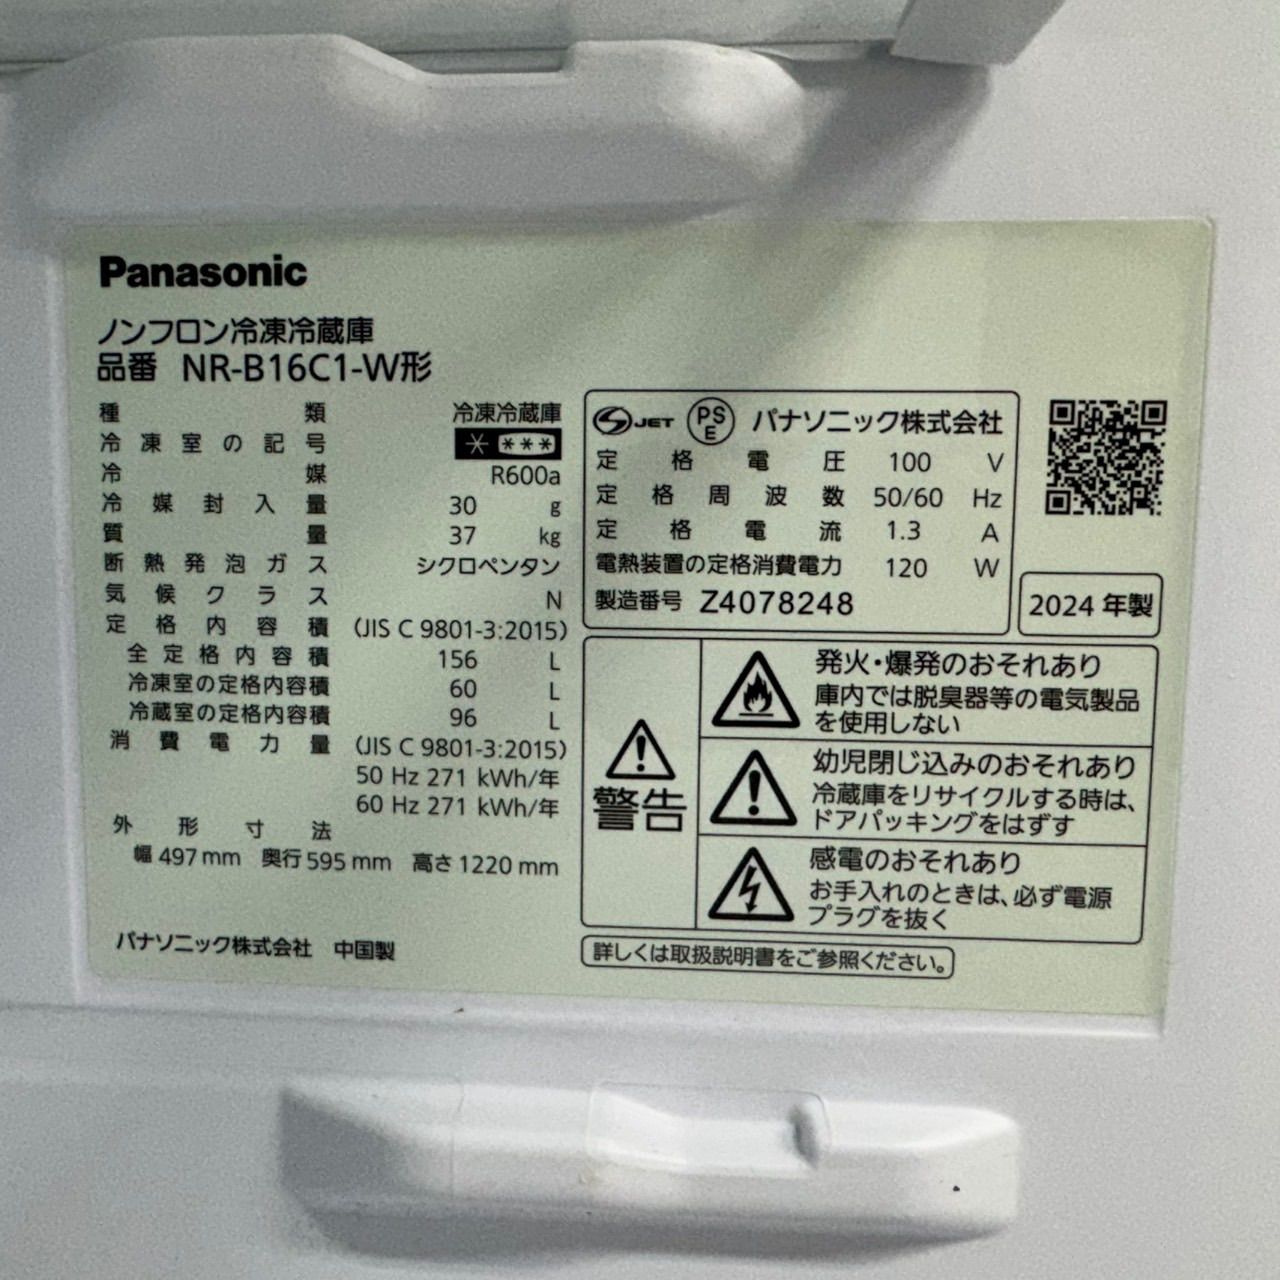 Panasonic
ノンフロン冷凍冷蔵庫
品番 NR-B16C1-W形
種類 冷凍冷蔵庫
冷凍室の記号 * ***
冷媒 R600a
冷媒封入量 30 g
質量 37 kg
断熱発泡ガス シクロペンタン
気候クラス N
定格内容積 (JIS C 9801-3:2015)
全定格内容積 156 L
冷凍室の定格内容積 60 L
冷蔵室の定格内容積 96 L
消費電力量 (JIS C 9801-3:2015)
50 Hz 271 kWh/年
60 Hz 271 kWh/年
外形寸法
幅 497 mm 奥行 595 mm 高さ 1220 mm
パナソニック株式会社 中国製
S JET PSE パナソニック株式会社
定格電圧 100 V
定格周波数 50/60 Hz
定格電流 1.3 A
電熱装置の定格消費電力 120 W
製造番号 Z4078248
2024 年製
警告
発火・爆発のおそれあり
庫内では脱臭器等の電気製品
を使用しない
幼児閉じ込みのおそれあり
冷蔵庫をリサイクルする時は、
ドアパッキングをはずす
感電のおそれあり
お手入れのときは、必ず電源
プラグを抜く
詳しくは取扱説明書をご参照ください。